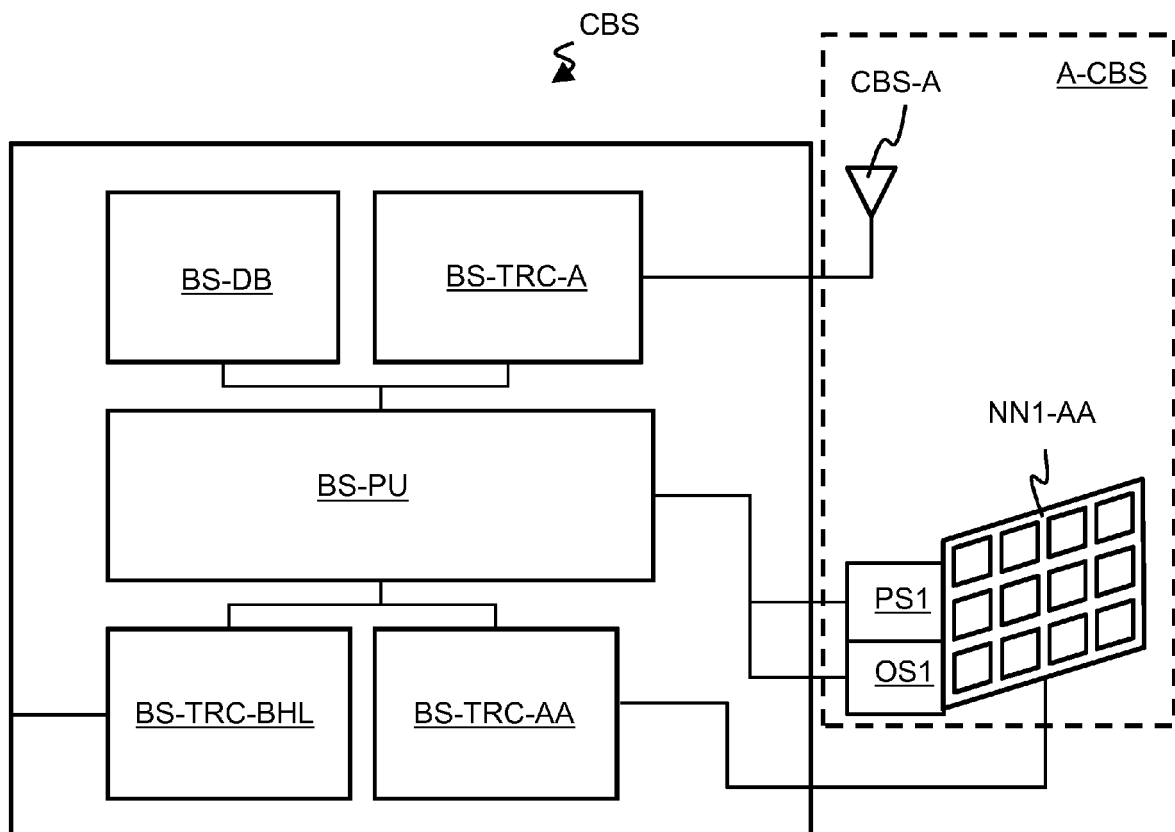 CBS
A-CBS
CBS-A
BS-DB
BS-TRC-A
NN1-AA
BS-PU
PS1
OS1
BS-TRC-BHL
BS-TRC-AA